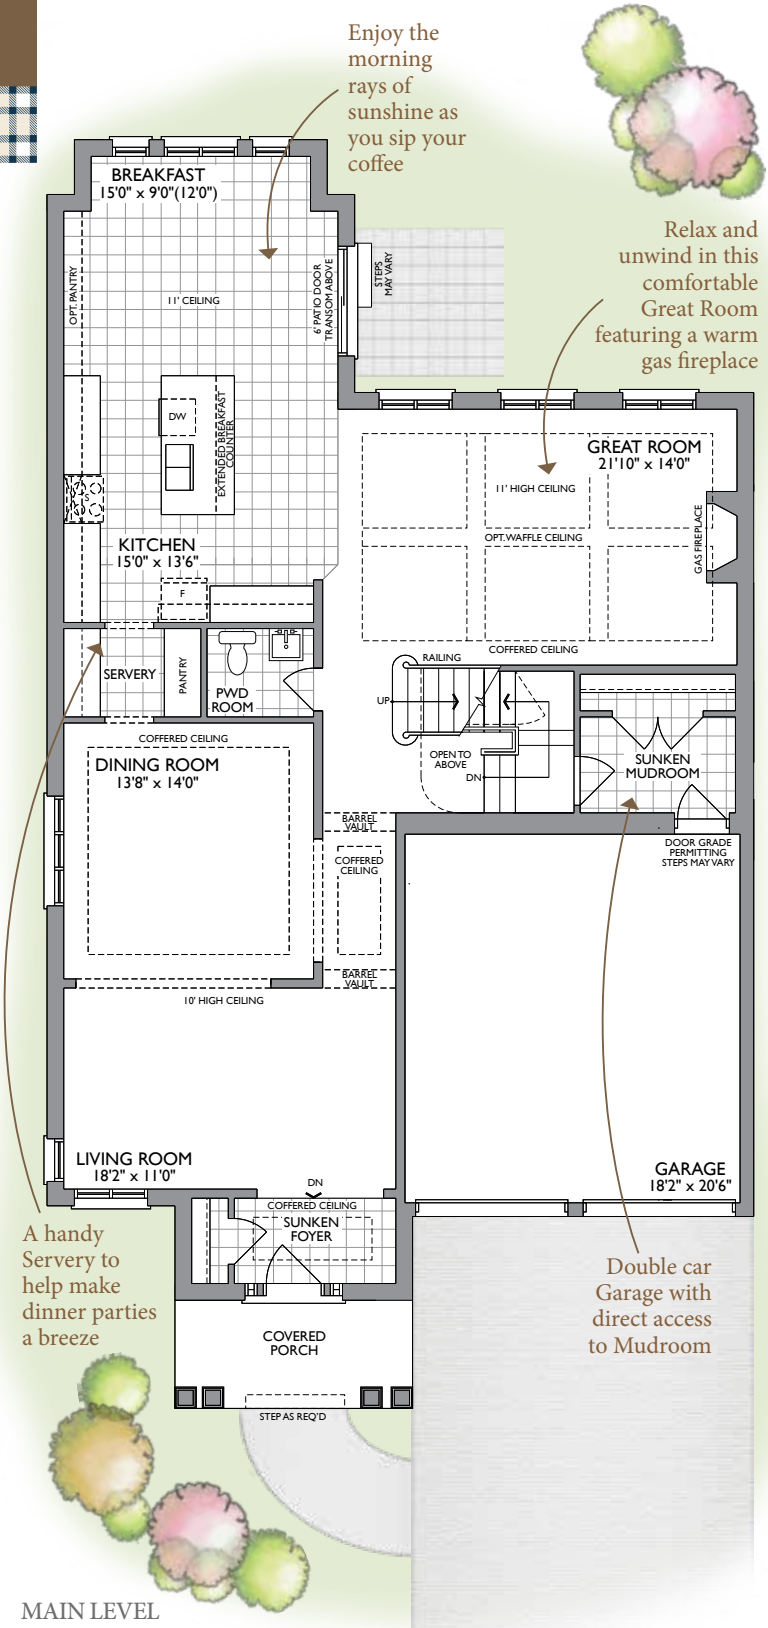 Enjoy the
morning
rays of
sunshine as
you sip your
coffee
BREAKFAST
15'0" x 9'0"(12'0")
Relax and
unwind in this
comfortable
Great Room
featuring a warm
gas fireplace
OPT. PANTRY
11' CEILING
6' PATIO DOOR
TRANSOM ABOVE
STEPS
MAY VARY
DW
EXTENDED BREAKFAST
COUNTER
S
GREAT ROOM
21'10" x 14'0"
11' HIGH CEILING
OPT. WAFFLE CEILING
GAS FIREPLACE
KITCHEN
15'0" x 13'6"
F
COFFERED CEILING
SERVERY
PANTRY
PWD
ROOM
RAILING
UP
OPEN TO
ABOVE
DN
SUNKEN
MUDROOM
COFFERED CEILING
DINING ROOM
13'8" x 14'0"
BARREL
VAULT
COFFERED
CEILING
DOOR GRADE
PERMITTING
STEPS MAY VARY
BARREL
VAULT
10' HIGH CEILING
LIVING ROOM
18'2" x 11'0"
GARAGE
18'2" x 20'6"
DN
COFFERED CEILING
SUNKEN
FOYER
A handy
Servery to
help make
dinner parties
a breeze
Double car
Garage with
direct access
to Mudroom
COVERED
PORCH
STEP AS REQ'D
MAIN LEVEL